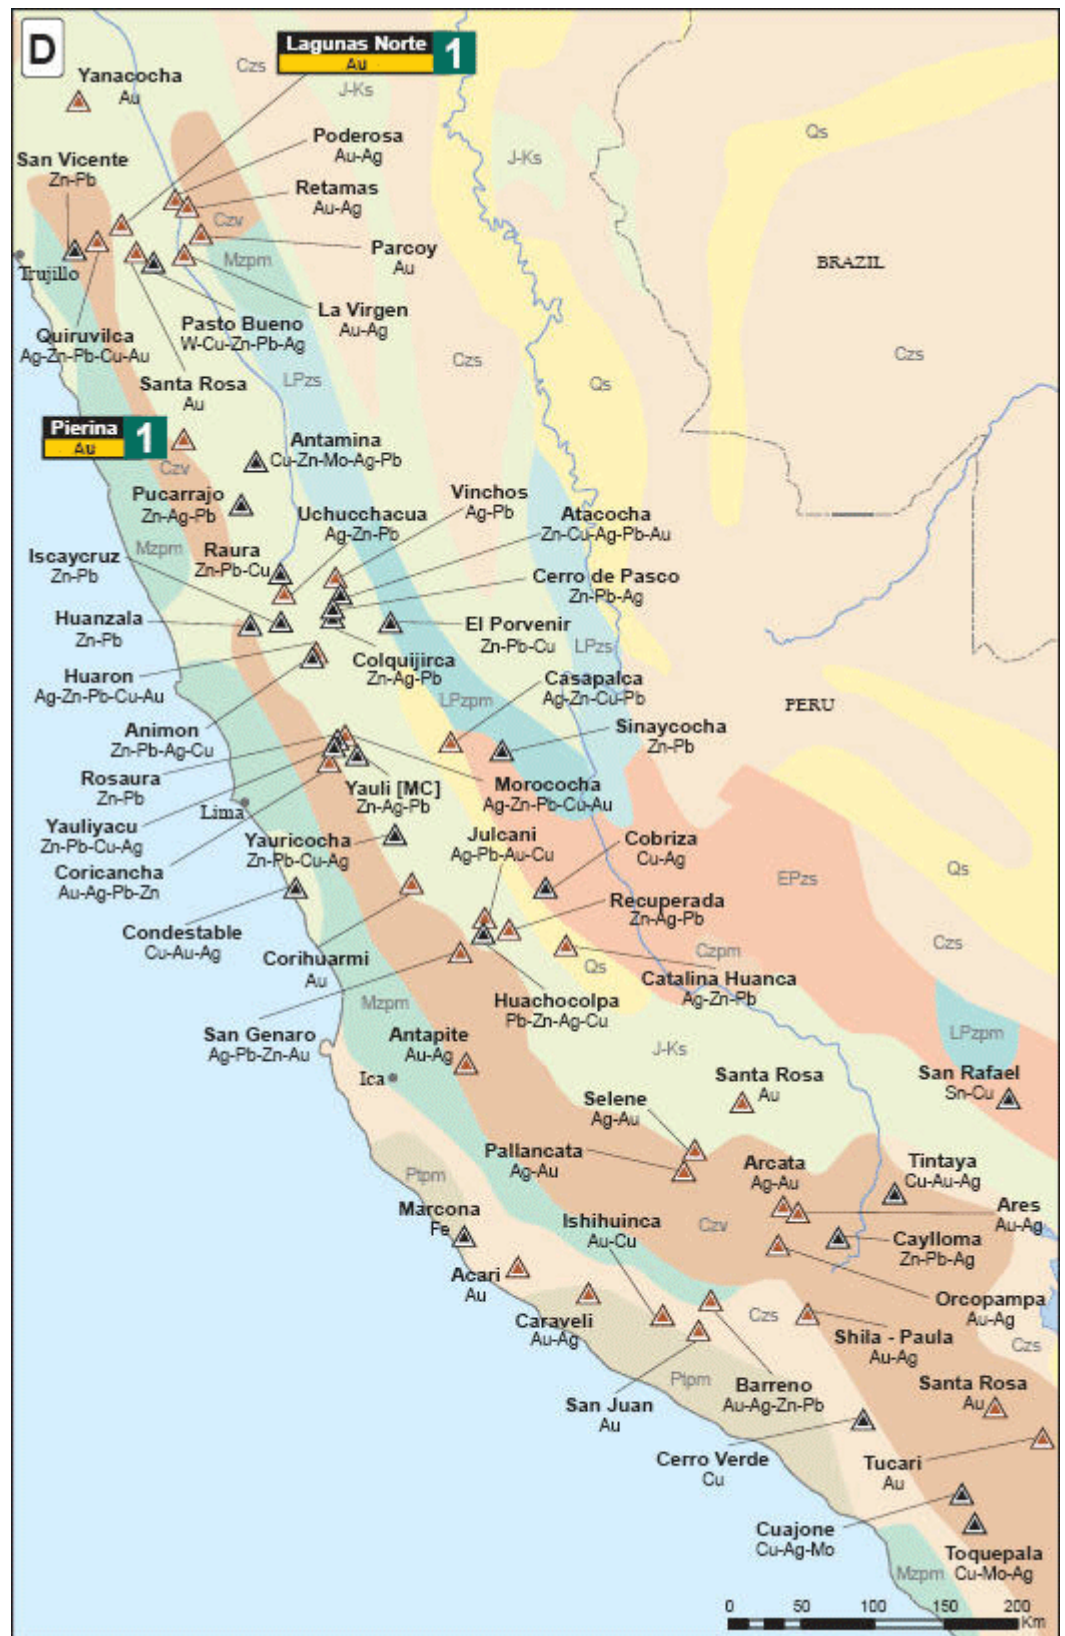 D
Lagunas Norte
Au
1
Yanacocha
Au
Czs
J-Ks
Qs
Poderosa
Au-Ag
J-Ks
San Vicente
Zn-Pb
Retamas
Au-Ag
Czv
Parcoy
Au
Mzpm
BRAZIL
Trujillo
La Virgen
Au-Ag
Pasto Bueno
W-Cu-Zn-Pb-Ag
Quiruvilca
Ag-Zn-Pb-Cu-Au
Czs
Czs
LPzs
Qs
Santa Rosa
Au
Pierina
Au
1
Antamina
Cu-Zn-Mo-Ag-Pb
Czv
Pucarrajo
Zn-Ag-Pb
Vinchos
Ag-Pb
Uchucchacua
Ag-Zn-Pb
Atacocha
Zn-Cu-Ag-Pb-Au
Mzpm
Raura
Zn-Pb-Cu
Iscaycruz
Zn-Pb
Cerro de Pasco
Zn-Pb-Ag
Huanzala
Zn-Pb
El Porvenir
Zn-Pb-Cu
LPzs
Colquijirca
Zn-Ag-Pb
Huaron
Ag-Zn-Pb-Cu-Au
Casapalca
Ag-Zn-Cu-Pb
LPzpm
PERU
Animon
Zn-Pb-Ag-Cu
Sinaycocha
Zn-Pb
Rosaura
Zn-Pb
Yauli [MC]
Zn-Ag-Pb
Morococha
Ag-Zn-Pb-Cu-Au
Lima
Yauliyacu
Zn-Pb-Cu-Ag
Yauricocha
Zn-Pb-Cu-Ag
Julcani
Ag-Pb-Au-Cu
Cobriza
Cu-Ag
Coricancha
Au-Ag-Pb-Zn
EPzs
Qs
Recuperada
Zn-Ag-Pb
Condestable
Cu-Au-Ag
Corihuarmi
Au
Czpm
Czs
Qs
Catalina Huanca
Ag-Zn-Pb
Mzpm
Huachocolpa
Pb-Zn-Ag-Cu
San Genaro
Ag-Pb-Zn-Au
Antapite
Au-Ag
J-Ks
LPzpm
Ica
Santa Rosa
Au
San Rafael
Sn-Cu
Selene
Ag-Au
Pallancata
Ag-Au
Arcata
Ag-Au
Tintaya
Cu-Au-Ag
Ptpm
Marcona
Fe
Ishihuinca
Au-Cu
Czv
Ares
Au-Ag
Caylloma
Zn-Pb-Ag
Acari
Au
Orcopampa
Au-Ag
Caraveli
Au-Ag
Czs
Shila - Paula
Au-Ag
Czs
Ptpm
Barreno
Au-Ag-Zn-Pb
Santa Rosa
Au
San Juan
Au
Cerro Verde
Cu
Tucari
Au
Cuajone
Cu-Ag-Mo
Toquepala
Cu-Mo-Ag
Mzpm
0 50 100 150 200
Km